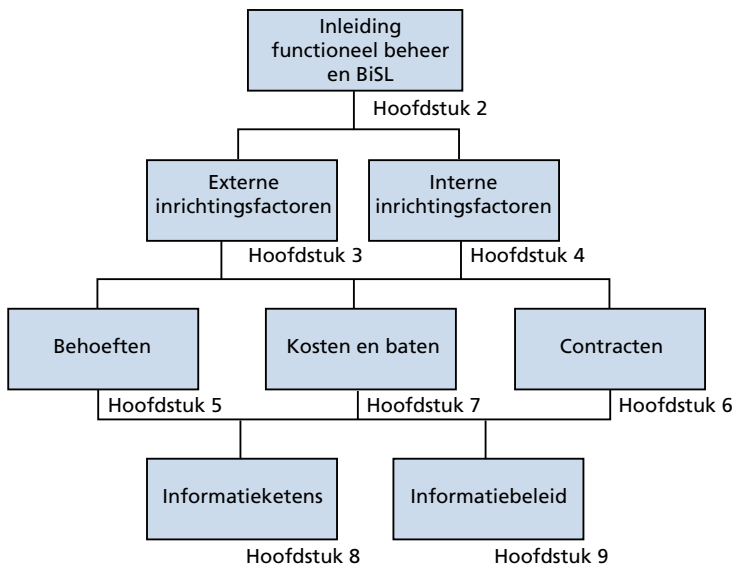 Inleiding
functioneel beheer
en BiSL
Hoofdstuk 2
Externe
inrichtingsfactoren
Hoofdstuk 3
Interne
inrichtingsfactoren
Hoofdstuk 4
Behoeften
Hoofdstuk 5
Kosten en baten
Hoofdstuk 7
Contracten
Hoofdstuk 6
Informatieketens
Hoofdstuk 8
Informatiebeleid
Hoofdstuk 9